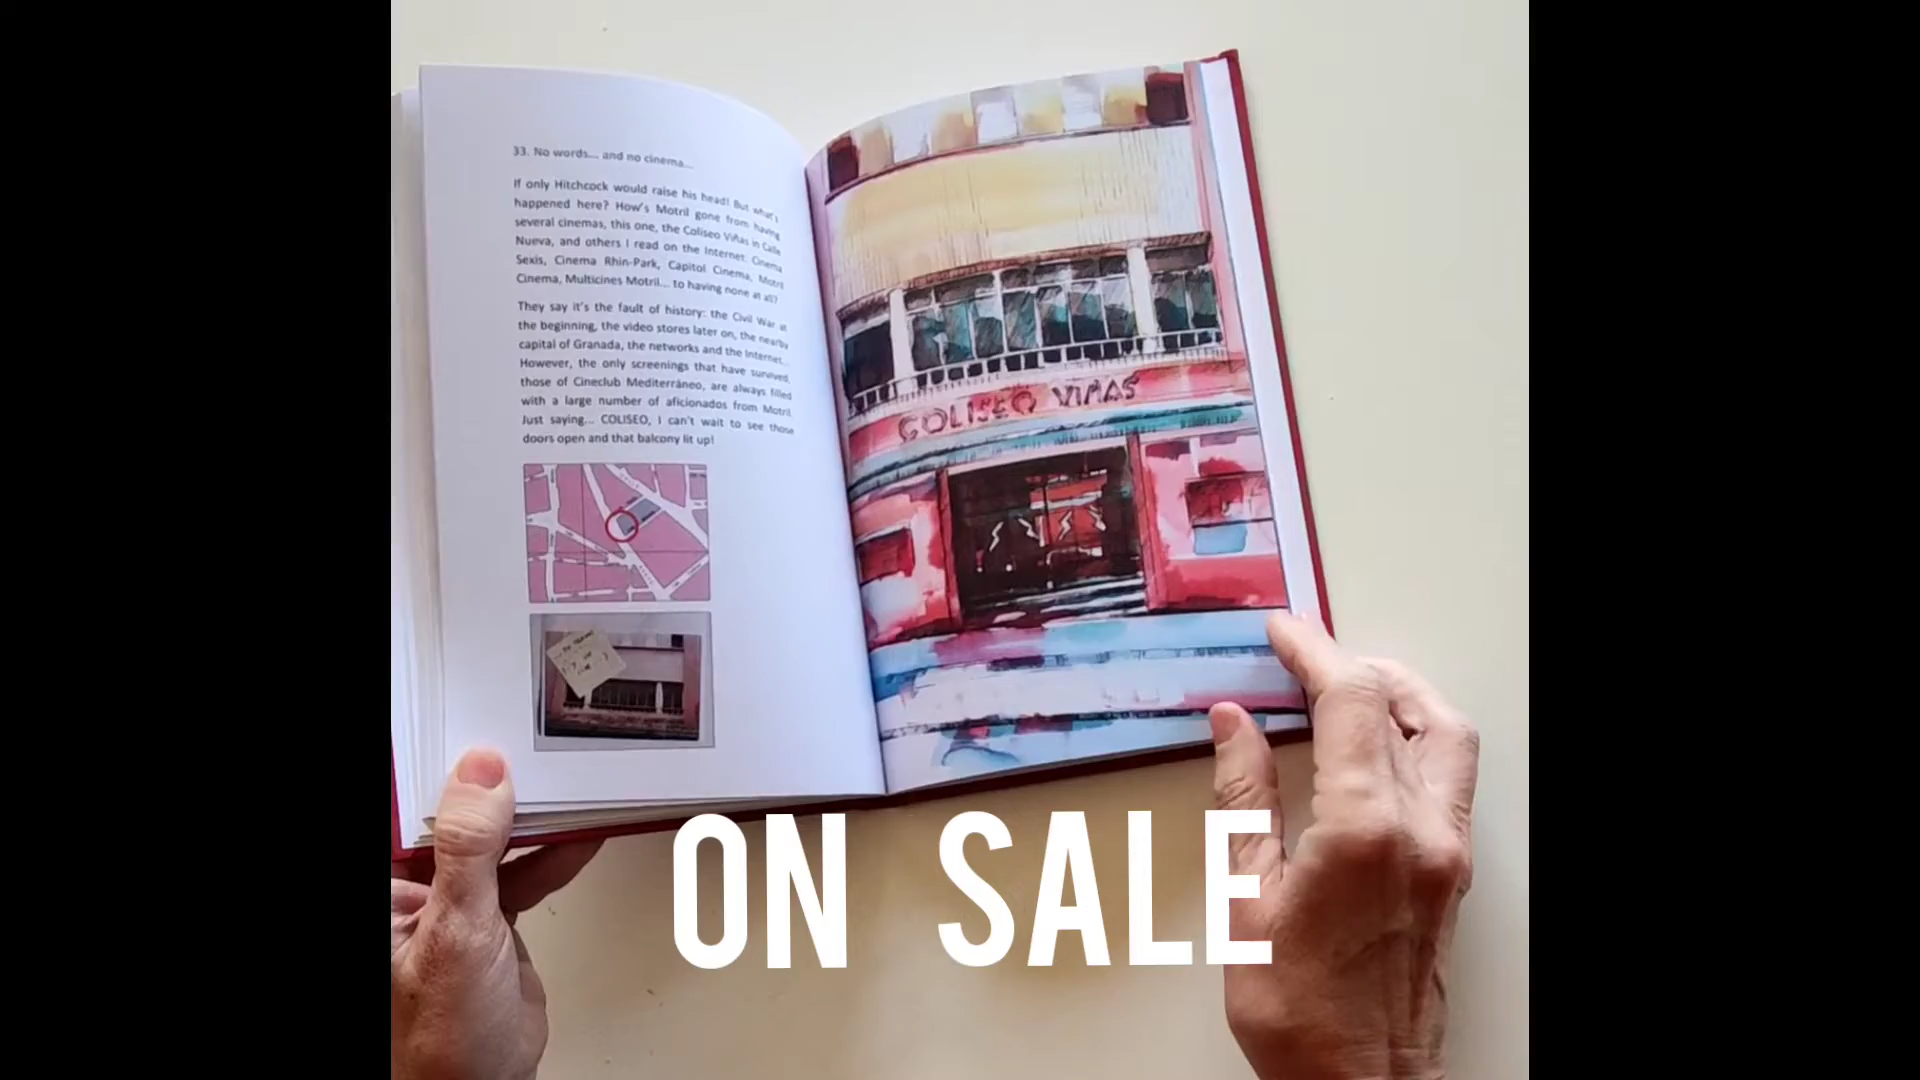 33. No words... and no cinema...
If only Hitchcock would raise his head! But what's
happened here? How's Motril gone from having
several cinemas, this one, the Coliseo Viñas in Calle
Nueva, and others I read on the Internet: Cinema
Sexis, Cinema Rhin-Park, Capitol Cinema, Motril
Cinema, Multicines Motril... to having none at all?
They say it's the fault of history: the Civil War at
the beginning, the video stores later on, the nearby
capital of Granada, the networks and the Internet...
However, the only screenings that have survived,
those of Cineclub Mediterráneo, are always filled
with a large number of aficionados from Motril.
Just saying... COLISEO, I can't wait to see those
doors open and that balcony lit up!
COLISEO VIÑAS
ON SALE